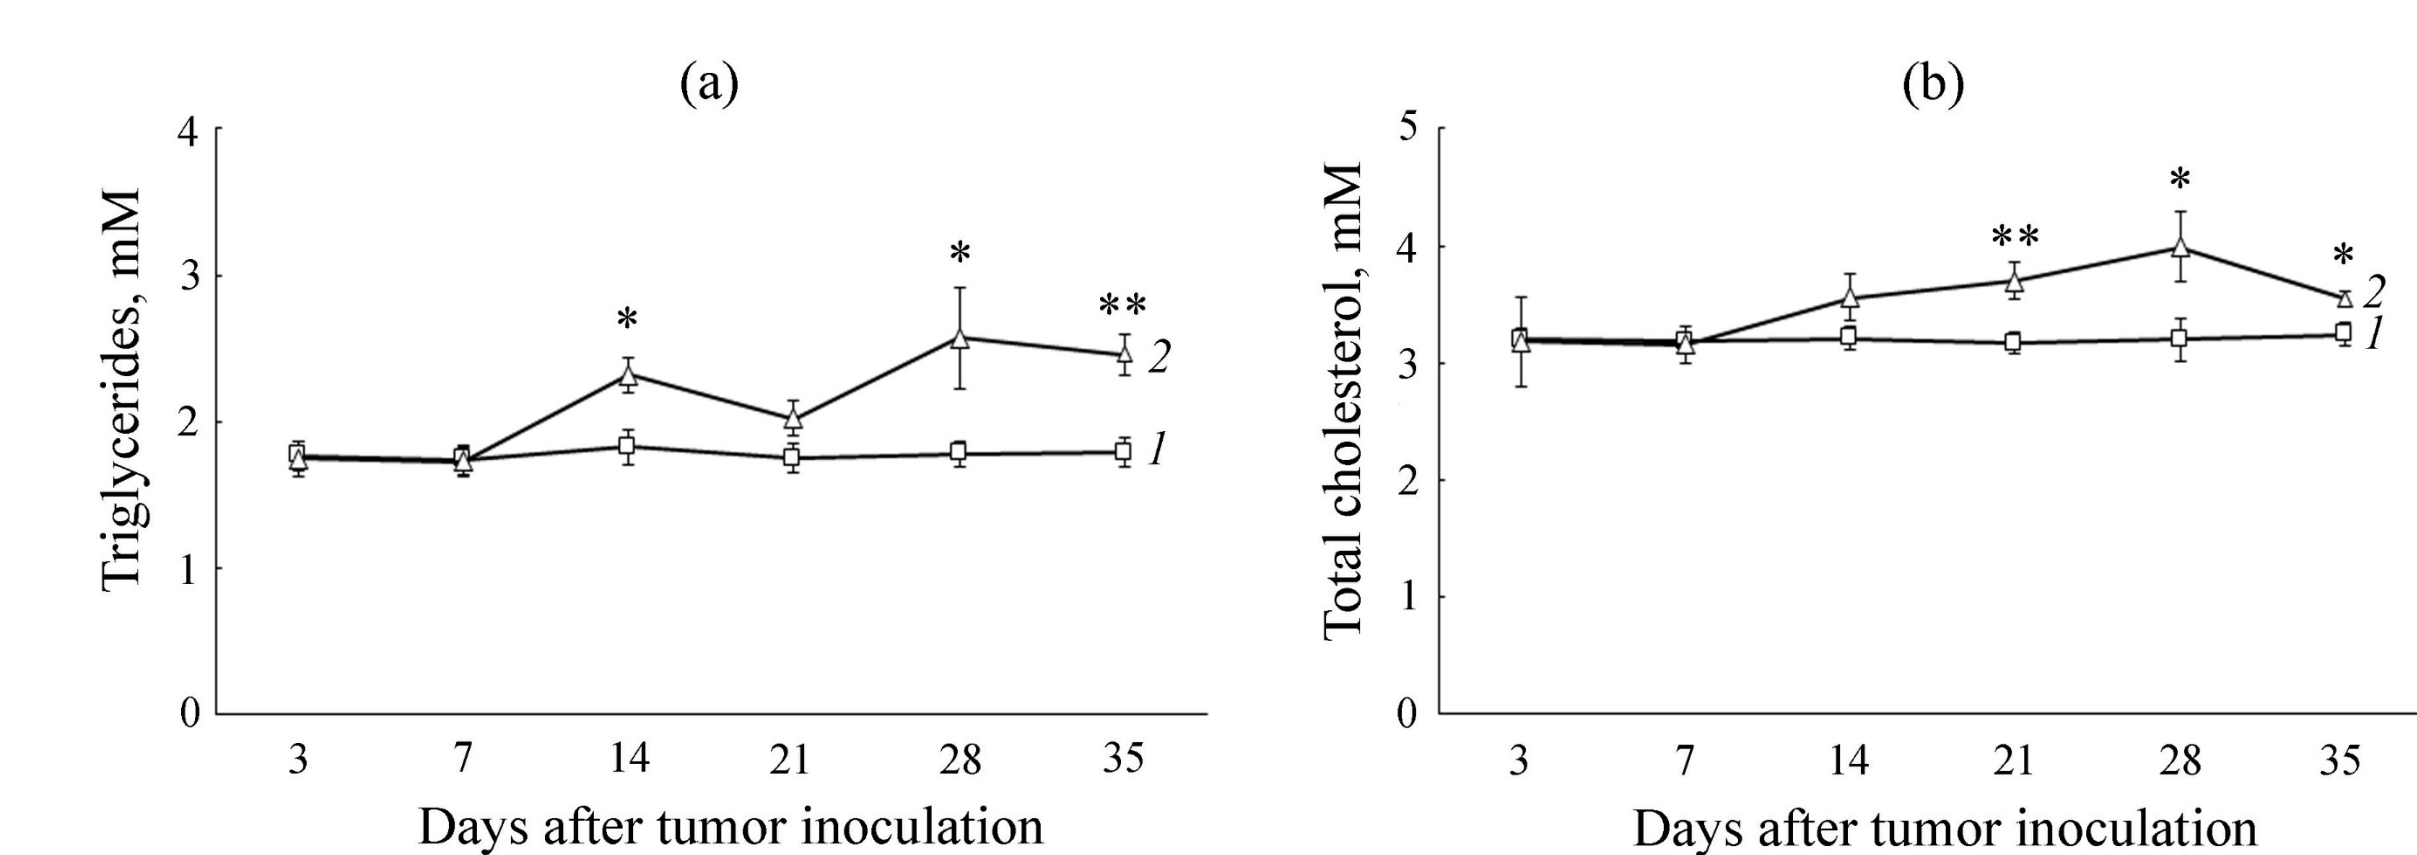 (a)
Triglycerides, mM
4
3
2
1
0
*
*
**
2
1
3 7 14 21 28 35
Days after tumor inoculation
(b)
Total cholesterol, mM
5
4
3
2
1
0
**
*
*
2
1
3 7 14 21 28 35
Days after tumor inoculation